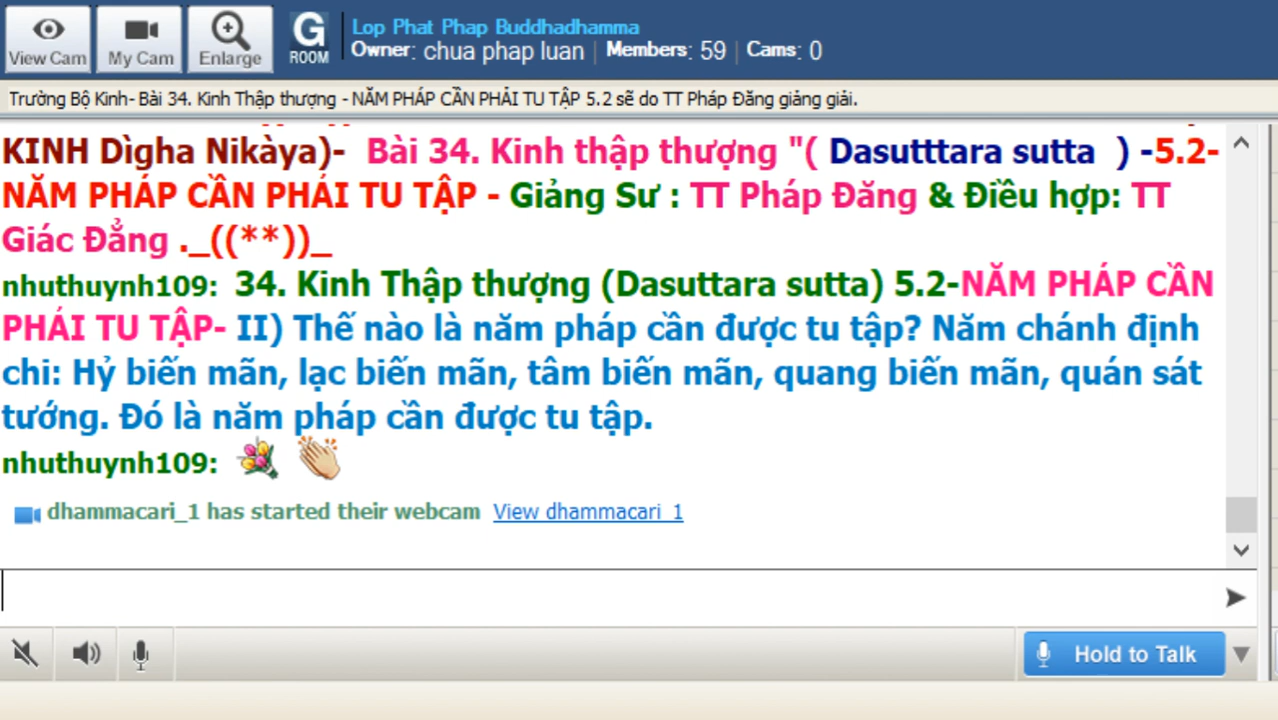 View Cam
My Cam
Enlarge
G
ROOM
Lop Phat Phap Buddhadhamma
Owner: chua phap luan | Members: 59 | Cams: 0
Trường Bộ Kinh- Bài 34. Kinh Thập thượng - NĂM PHÁP CẦN PHẢI TU TẬP 5.2 sẽ do TT Pháp Đăng giảng giải.
KINH Dìgha Nikàya)- Bài 34. Kinh thập thượng "( Dasutttara sutta ) -5.2-
NĂM PHÁP CẦN PHẢI TU TẬP - Giảng Sư : TT Pháp Đăng & Điều hợp: TT
Giác Đẳng ._((**))_
nhuthuynh109: 34. Kinh Thập thượng (Dasuttara sutta) 5.2-NĂM PHÁP CẦN
PHẢI TU TẬP- II) Thế nào là năm pháp cần được tu tập? Năm chánh định
chi: Hỷ biến mãn, lạc biến mãn, tâm biến mãn, quang biến mãn, quán sát
tướng. Đó là năm pháp cần được tu tập.
nhuthuynh109:
dhammacari_1 has started their webcam View dhammacari_1
Hold to Talk